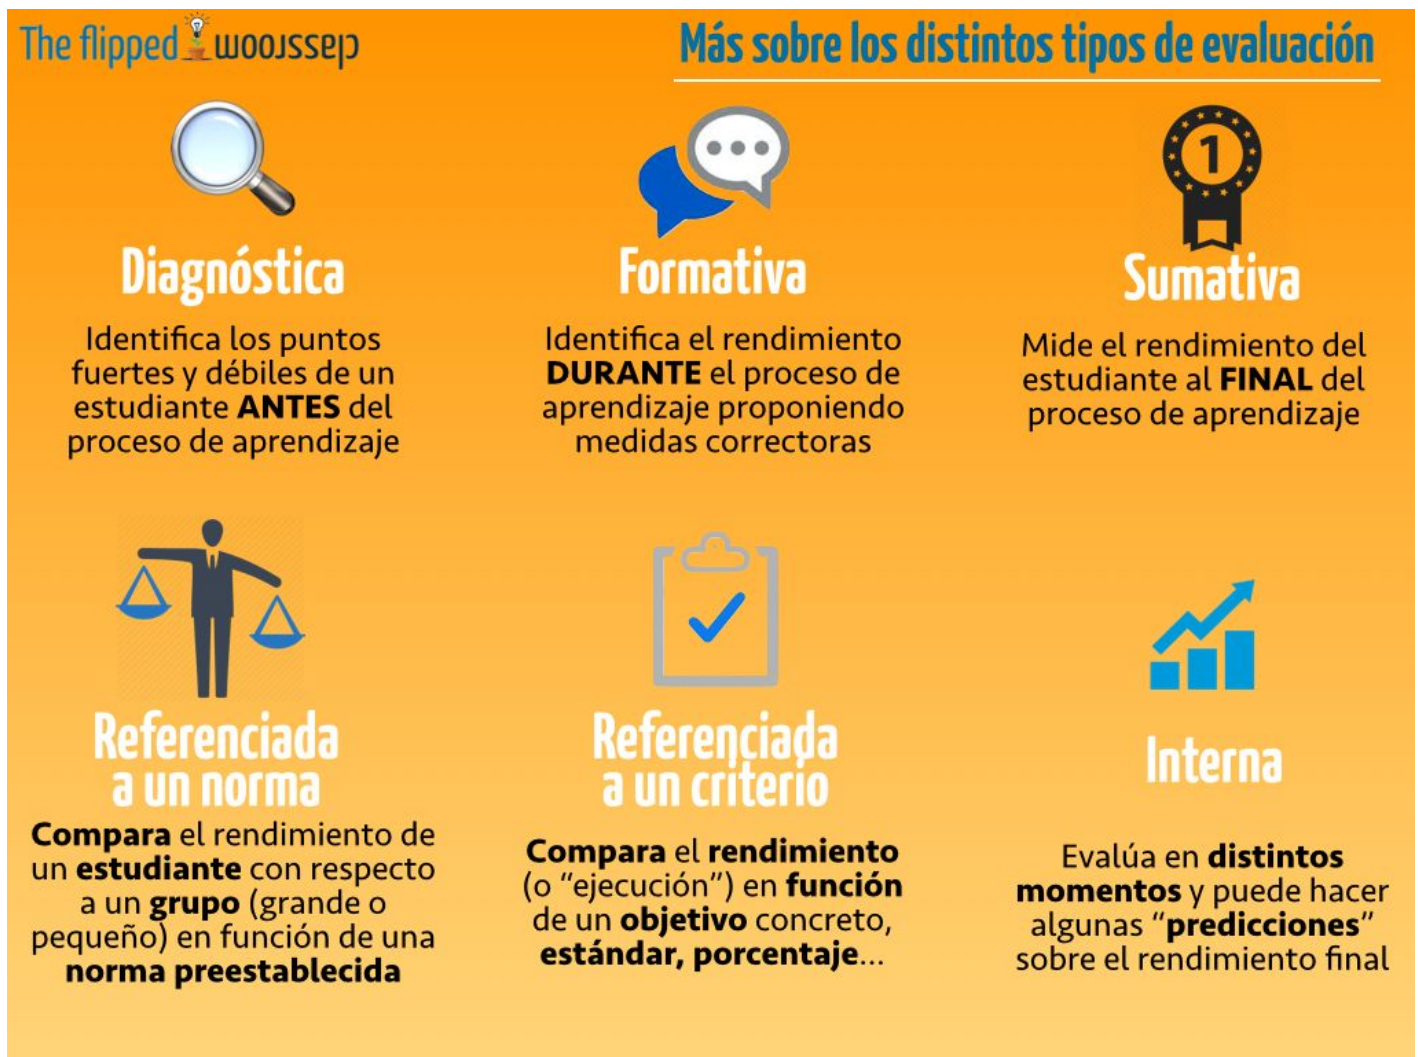 The flipped classroom
Más sobre los distintos tipos de evaluación
Diagnóstica
Identifica los puntos
fuertes y débiles de un
estudiante ANTES del
proceso de aprendizaje
Formativa
Identifica el rendimiento
DURANTE el proceso de
aprendizaje proponiendo
medidas correctoras
1
Sumativa
Mide el rendimiento del
estudiante al FINAL del
proceso de aprendizaje
Referenciada
a un norma
Compara el rendimiento de
un estudiante con respecto
a un grupo (grande o
pequeño) en función de una
norma preestablecida
Referenciada
a un criterio
Compara el rendimiento
(o “ejecución”) en función
de un objetivo concreto,
estándar, porcentaje...
Interna
Evalúa en distintos
momentos y puede hacer
algunas “predicciones”
sobre el rendimiento final